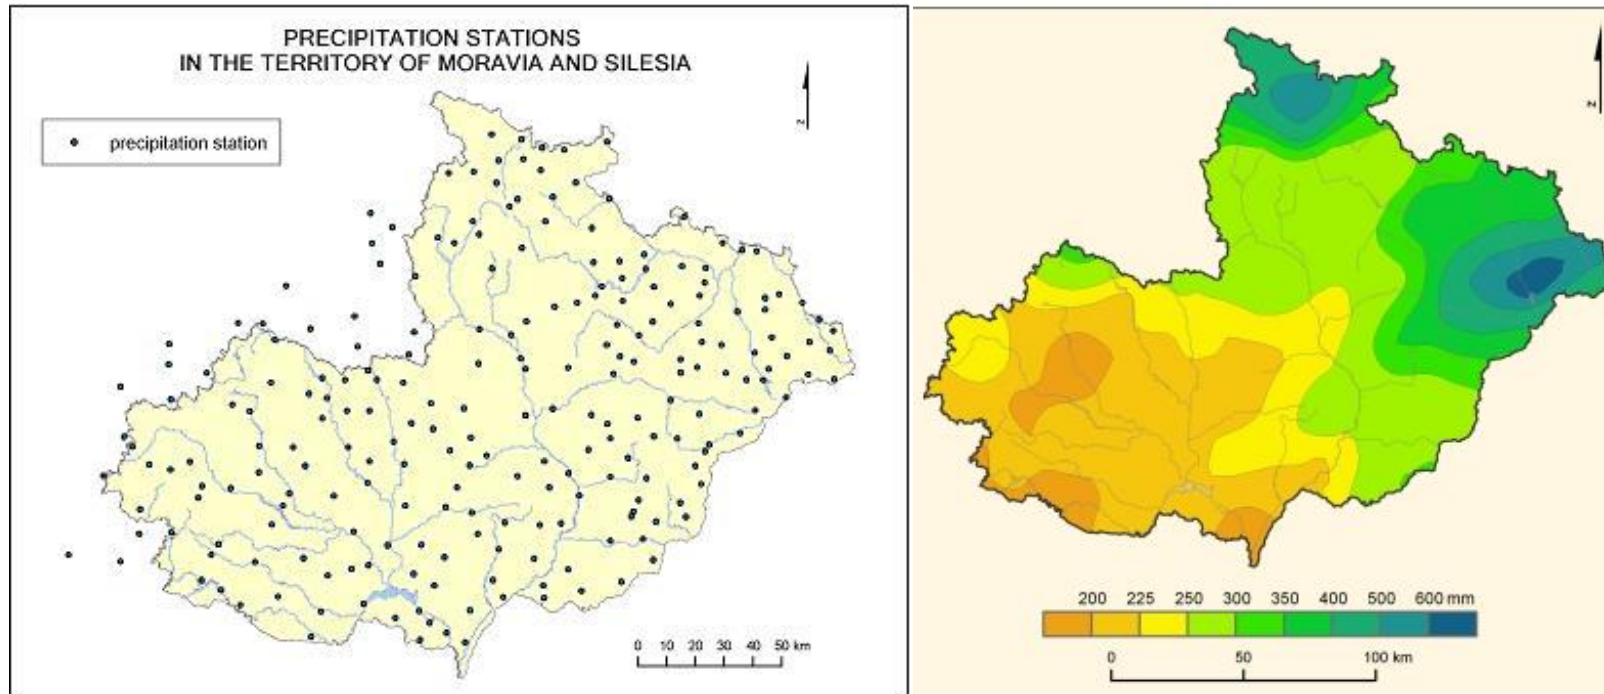 PRECIPITATION STATIONS
IN THE TERRITORY OF MORAVIA AND SILESIA
precipitation station
N
0 10 20 30 40 50 km
N
200 225 250 300 350 400 500 600 mm
0 50 100 km